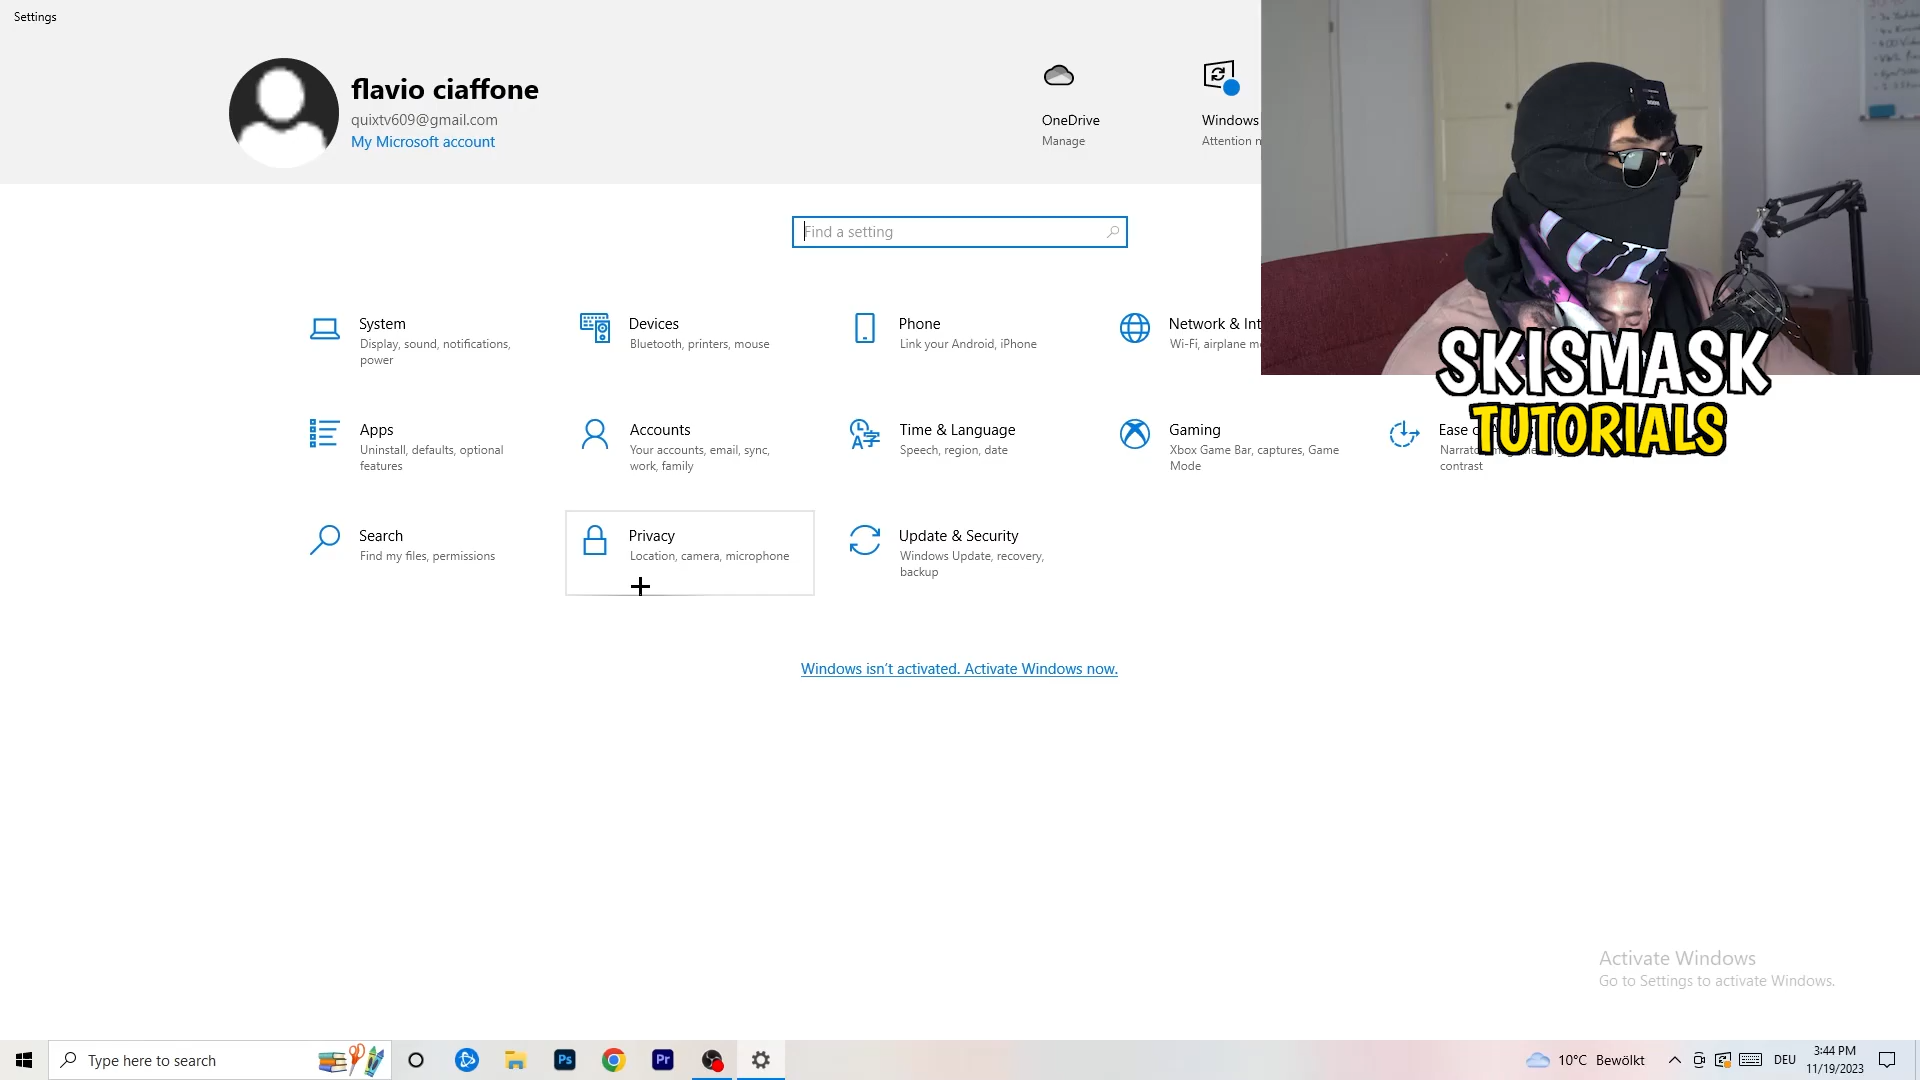 Settings
flavio ciaffone
quixtv609@gmail.com
My Microsoft account
OneDrive
Manage
Windows
Attention
Find a setting
System
Display, sound, notifications,
power
Devices
Bluetooth, printers, mouse
Phone
Link your Android, iPhone
Network & Int
Wi-Fi, airplane
SKISMASK
TUTORIALS
Apps
Uninstall, defaults, optional
features
Accounts
Your accounts, email, sync,
work, family
Time & Language
Speech, region, date
Gaming
Xbox Game Bar, captures, Game
Mode
Ease
contrast
Search
Find my files, permissions
Privacy
Location, camera, microphone
Update & Security
Windows Update, recovery,
backup
Windows isn't activated. Activate Windows now.
Activate Windows
Go to Settings to activate Windows.
Type here to search
Ps
Pr
10°C Bewölkt
DEU
3:44 PM
11/19/2023